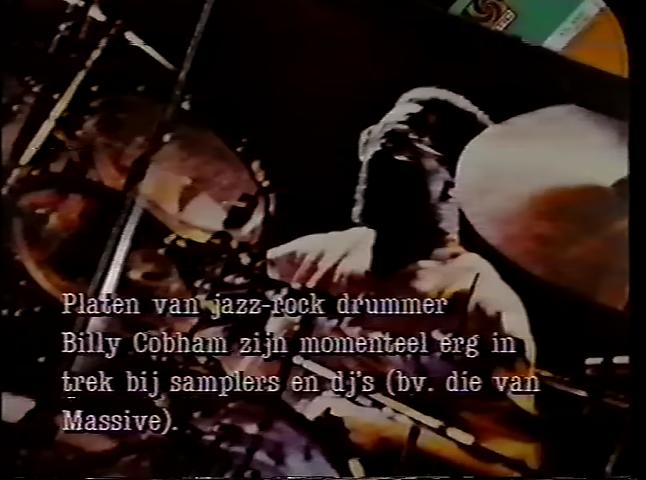 Platen van jazz-rock drummer
Billy Cobham zijn momenteel erg in
trek bij samplers en dj's (bv. die van
Massive).